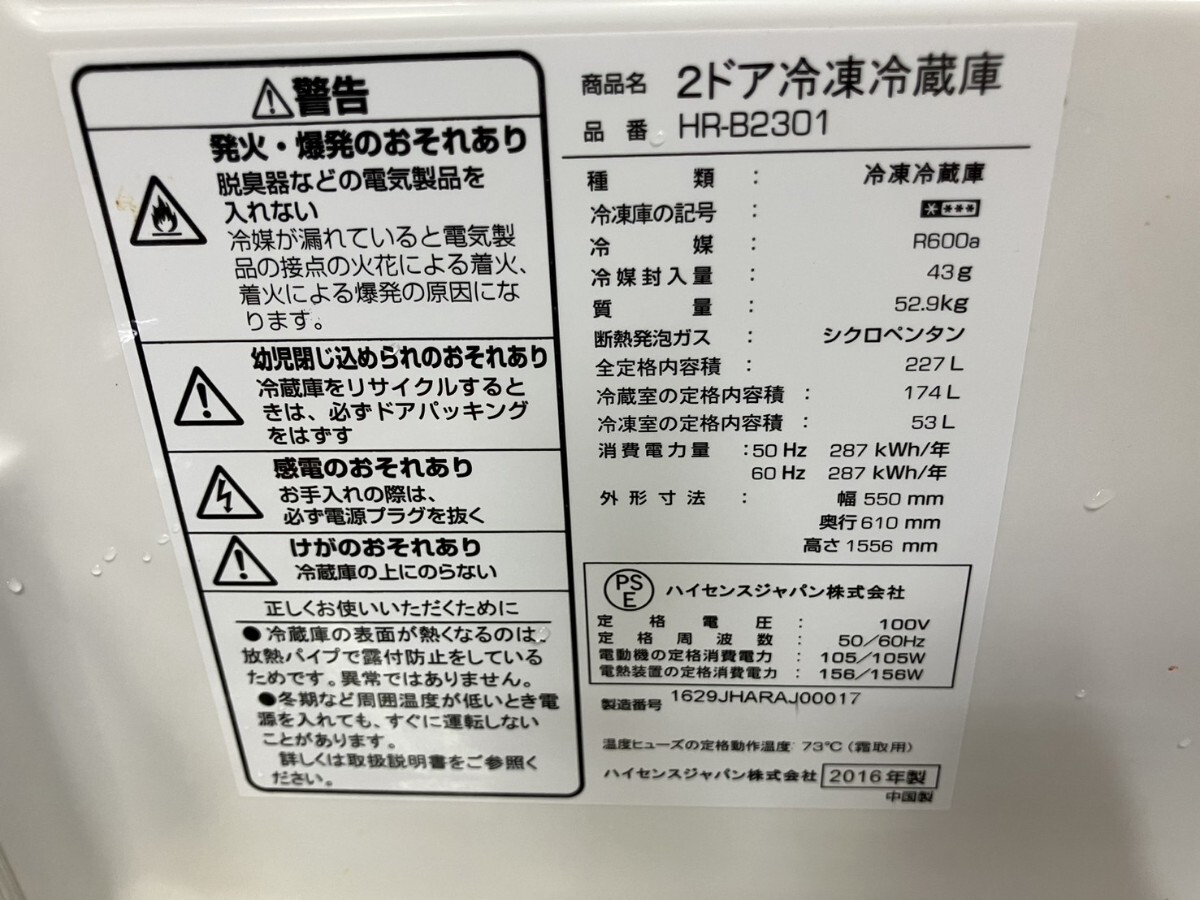 ⚠警告
発火・爆発のおそれあり
脱臭器などの電気製品を
入れない
冷媒が漏れていると電気製
品の接点の火花による着火、
着火による爆発の原因にな
ります。
幼児閉じ込められのおそれあり
冷蔵庫をリサイクルすると
きは、必ずドアパッキング
をはずす
感電のおそれあり
お手入れの際は、
必ず電源プラグを抜く
けがのおそれあり
冷蔵庫の上にのらない
正しくお使いいただくために
●冷蔵庫の表面が熱くなるのは、
放熱パイプで露付防止をしている
ためです。異常ではありません。
●冬期など周囲温度が低いとき電
源を入れても、すぐに運転しない
ことがあります。
詳しくは取扱説明書をご参照く
ださい。
商品名 2ドア冷凍冷蔵庫
品番 HR-B2301
種類 : 冷凍冷蔵庫
冷凍庫の記号 : ****
冷媒 : R600a
冷媒封入量 : 43g
質量 : 52.9kg
断熱発泡ガス : シクロペンタン
全定格内容積 : 227L
冷蔵室の定格内容積 : 174L
冷凍室の定格内容積 : 53L
消費電力量 :50Hz 287 kWh/年
60Hz 287 kWh/年
外形寸法 : 幅 550 mm
奥行 610 mm
高さ 1556 mm
PSE ハイセンスジャパン株式会社
定格電圧 : 100V
定格周波数 : 50/60Hz
電動機の定格消費電力 : 105/105W
電熱装置の定格消費電力 : 156/156W
製造番号 1629JHARAJ00017
温度ヒューズの定格動作温度 73℃(霜取用)
ハイセンスジャパン株式会社 2016年製
中国製